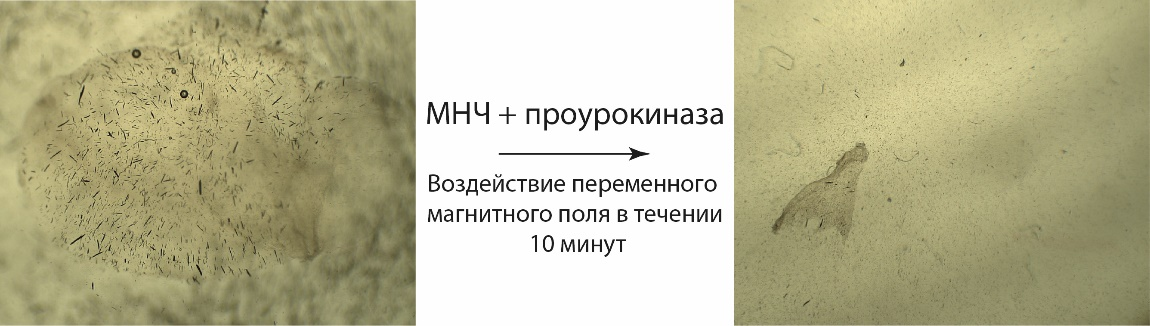 МНЧ + проурокиназа
Воздействие переменного
магнитного поля в течении
10 минут